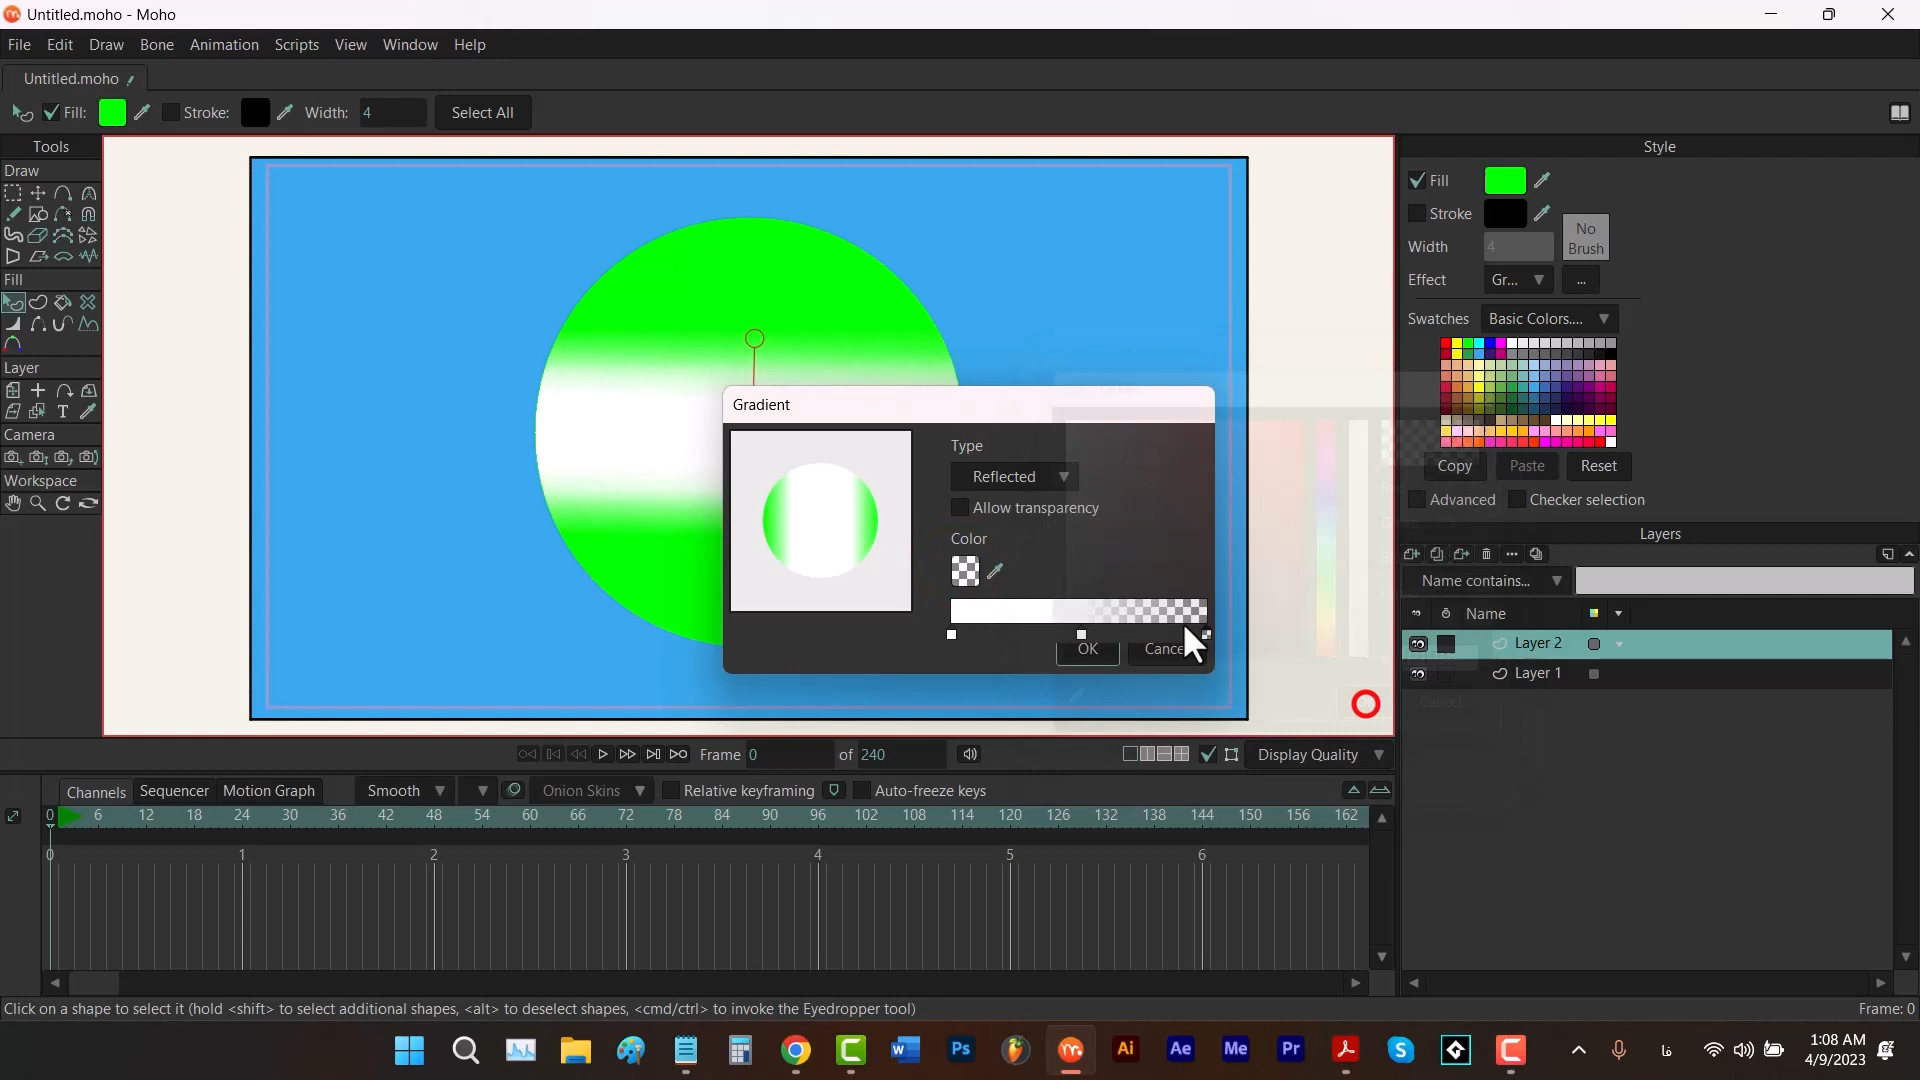 Untitled.moho - Moho
File Edit Draw Bone Animation Scripts View Window Help
Untitled.moho
Fill: Stroke: Width: 4 Select All
Tools
Draw
Fill
Layer
Camera
Workspace
Style
Fill
Stroke
Width 4
No Brush
Effect Gr... ...
Swatches Basic Colors....
Copy Paste Reset
Advanced Checker selection
Gradient
Type
Reflected
Allow transparency
Color
OK
Cancel
Layers
Name contains...
Name
Layer 2
Layer 1
Frame 0 of 240 Display Quality
Channels Sequencer Motion Graph Smooth Onion Skins Relative keyframing Auto-freeze keys
0 6 12 18 24 30 36 42 48 54 60 66 72 78 84 90 96 102 108 114 120 126 132 138 144 150 156 162
0 1 2 3 4 5 6
Click on a shape to select it (hold <shift> to select additional shapes, <alt> to deselect shapes, <cmd/ctrl> to invoke the Eyedropper tool)
Frame: 0
Ps Ai Ae Me Pr
فا
1:08 AM
4/9/2023